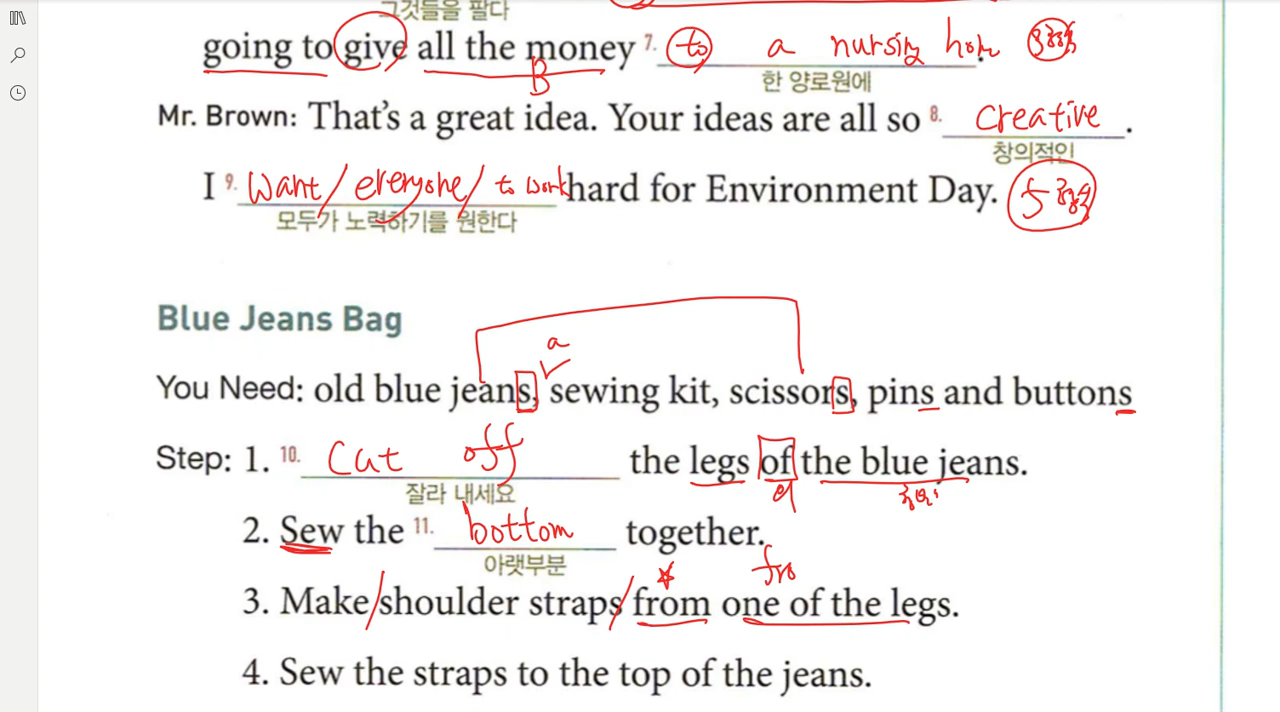 그것들을 팔다
going to give all the money 7. to a nursing home 3형식
B
한 양로원에
Mr. Brown: That's a great idea. Your ideas are all so 8. creative.
창의적인
I 9. want / everyone / to work hard for Environment Day. 5형식
모두가 노력하기를 원한다
Blue Jeans Bag
a
You Need: old blue jeans, sewing kit, scissors, pins and buttons
Step: 1. 10. Cut off the legs of the blue jeans.
잘라 내세요
의
2. Sew the 11. bottom together.
아랫부분
fro
3. Make/shoulder straps/from one of the legs.
4. Sew the straps to the top of the jeans.